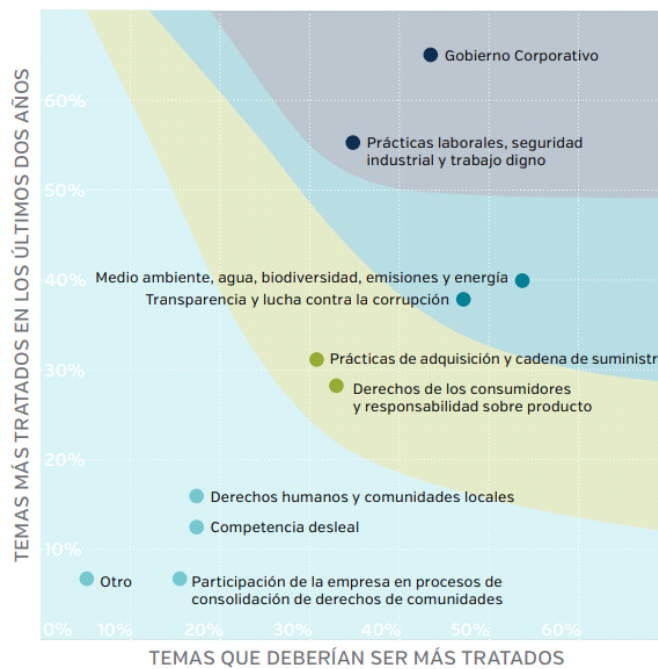 TEMAS MÁS TRATADOS EN LOS ÚLTIMOS DOS AÑOS
60%
50%
40%
30%
20%
10%
Gobierno Corporativo
Prácticas laborales, seguridad
industrial y trabajo digno
Medio ambiente, agua, biodiversidad, emisiones y energía
Transparencia y lucha contra la corrupción
Prácticas de adquisición y cadena de suministr
Derechos de los consumidores
y responsabilidad sobre producto
Derechos humanos y comunidades locales
Competencia desleal
Otro
Participación de la empresa en procesos de
consolidación de derechos de comunidades
0% 10% 20% 30% 40% 50% 60%
TEMAS QUE DEBERÍAN SER MÁS TRATADOS